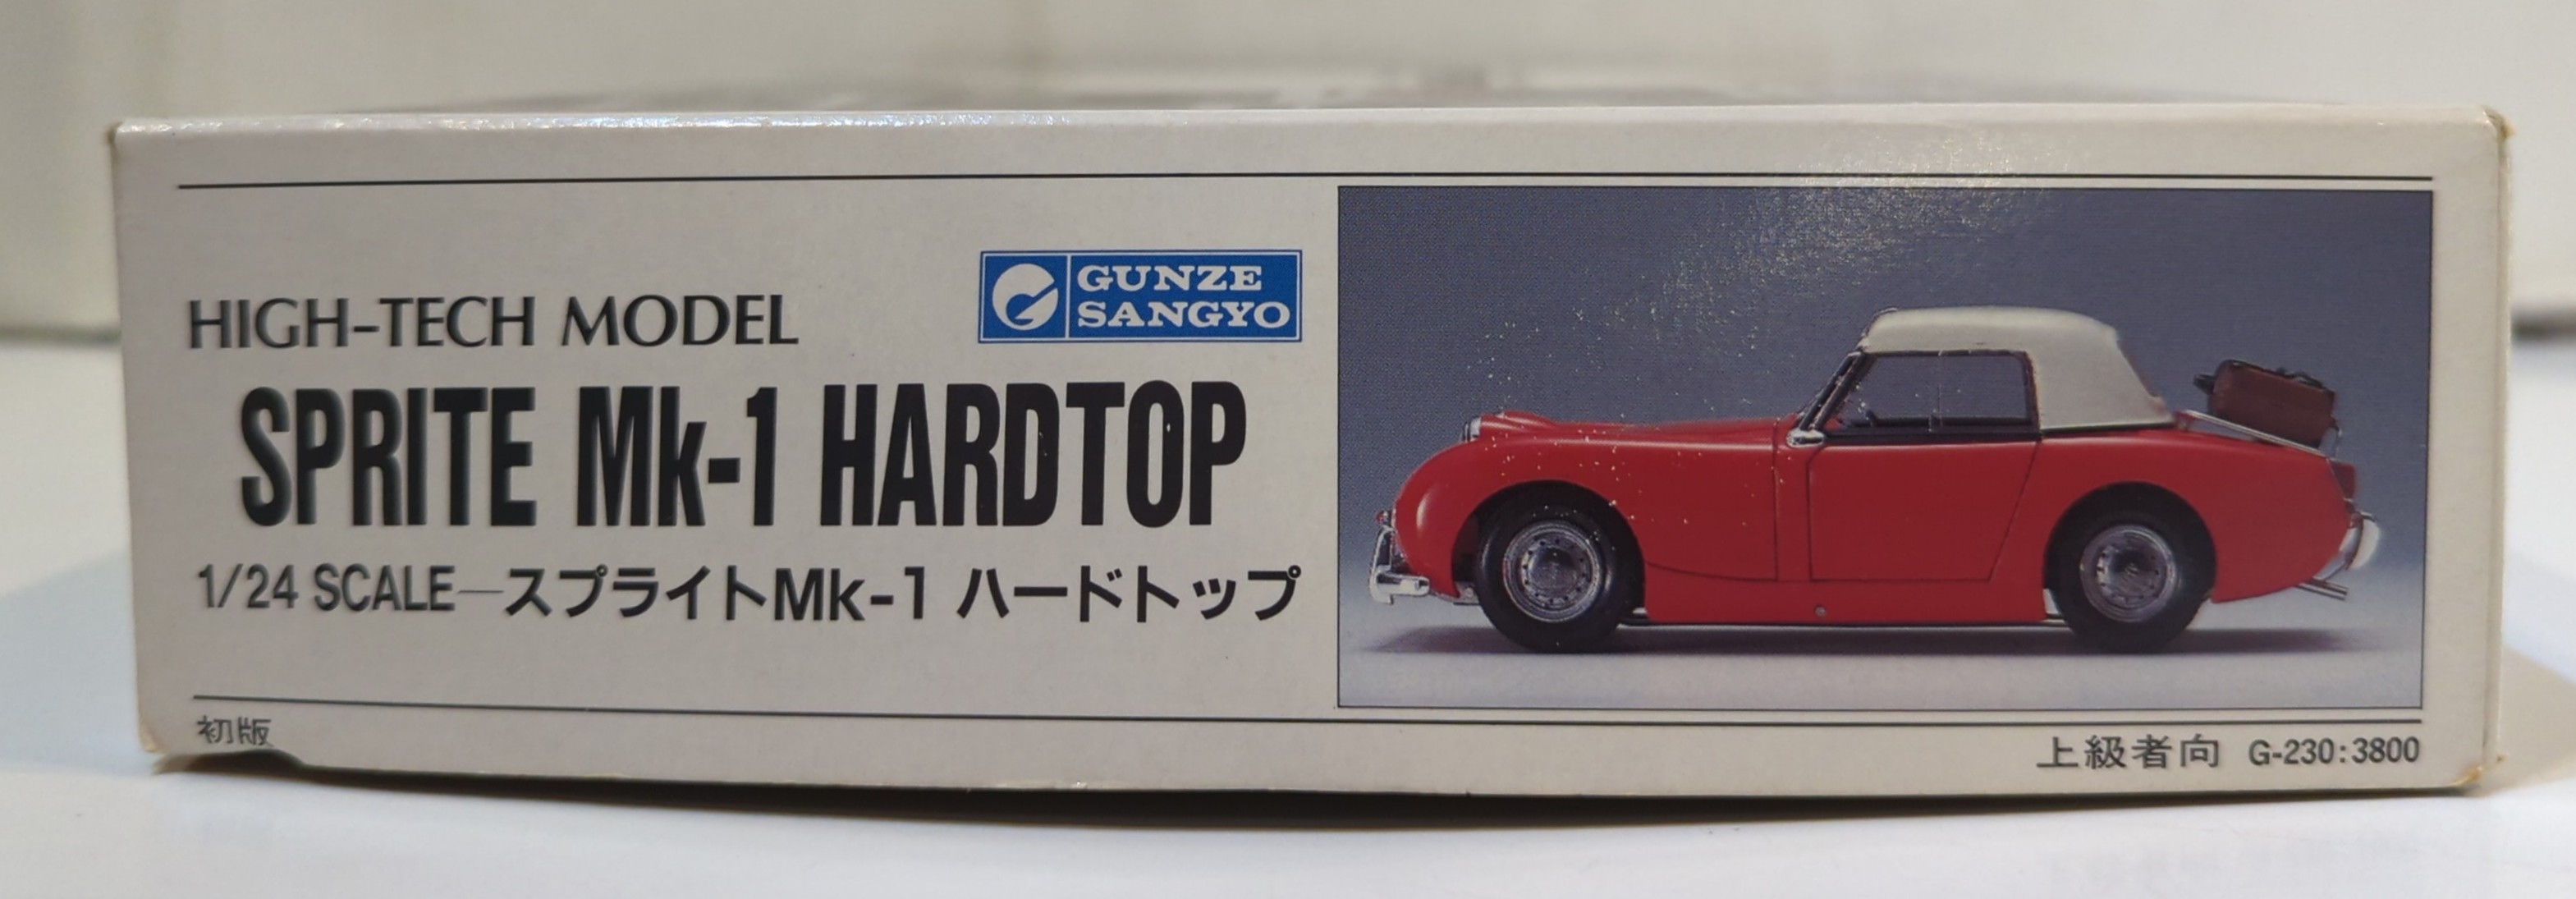 HIGH-TECH MODEL
GUNZE
SANGYO
SPRITE Mk-1 HARDTOP
1/24 SCALE—スプライトMk-1 ハードトップ
初版
上級者向 G-230:3800